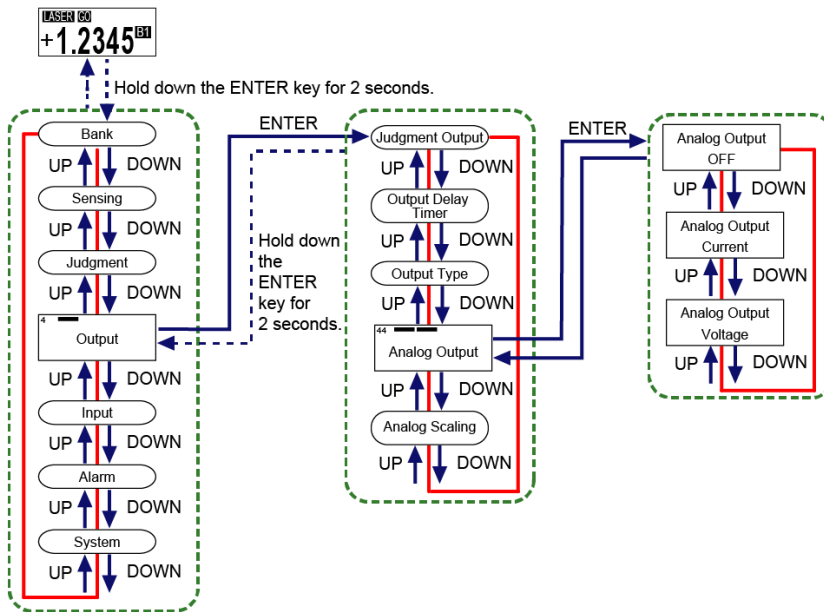 LASER GO
+1.2345 B1
Hold down the ENTER key for 2 seconds.
Bank
UP DOWN
Sensing
UP DOWN
Judgment
UP DOWN
4
Output
UP DOWN
Input
UP DOWN
Alarm
UP DOWN
System
UP DOWN
ENTER
Hold down
the
ENTER
key for
2 seconds.
Judgment Output
UP DOWN
Output Delay
Timer
UP DOWN
Output Type
UP DOWN
44
Analog Output
UP DOWN
Analog Scaling
UP DOWN
ENTER
Analog Output
OFF
UP DOWN
Analog Output
Current
UP DOWN
Analog Output
Voltage
UP DOWN